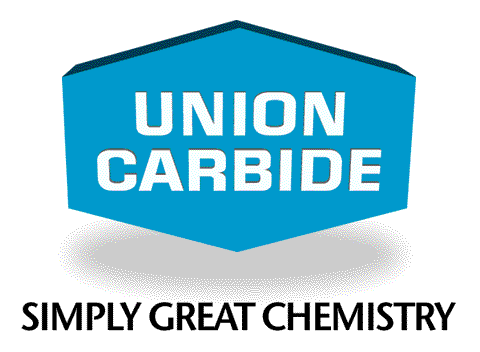 UNION
CARBIDE
SIMPLY GREAT CHEMISTRY